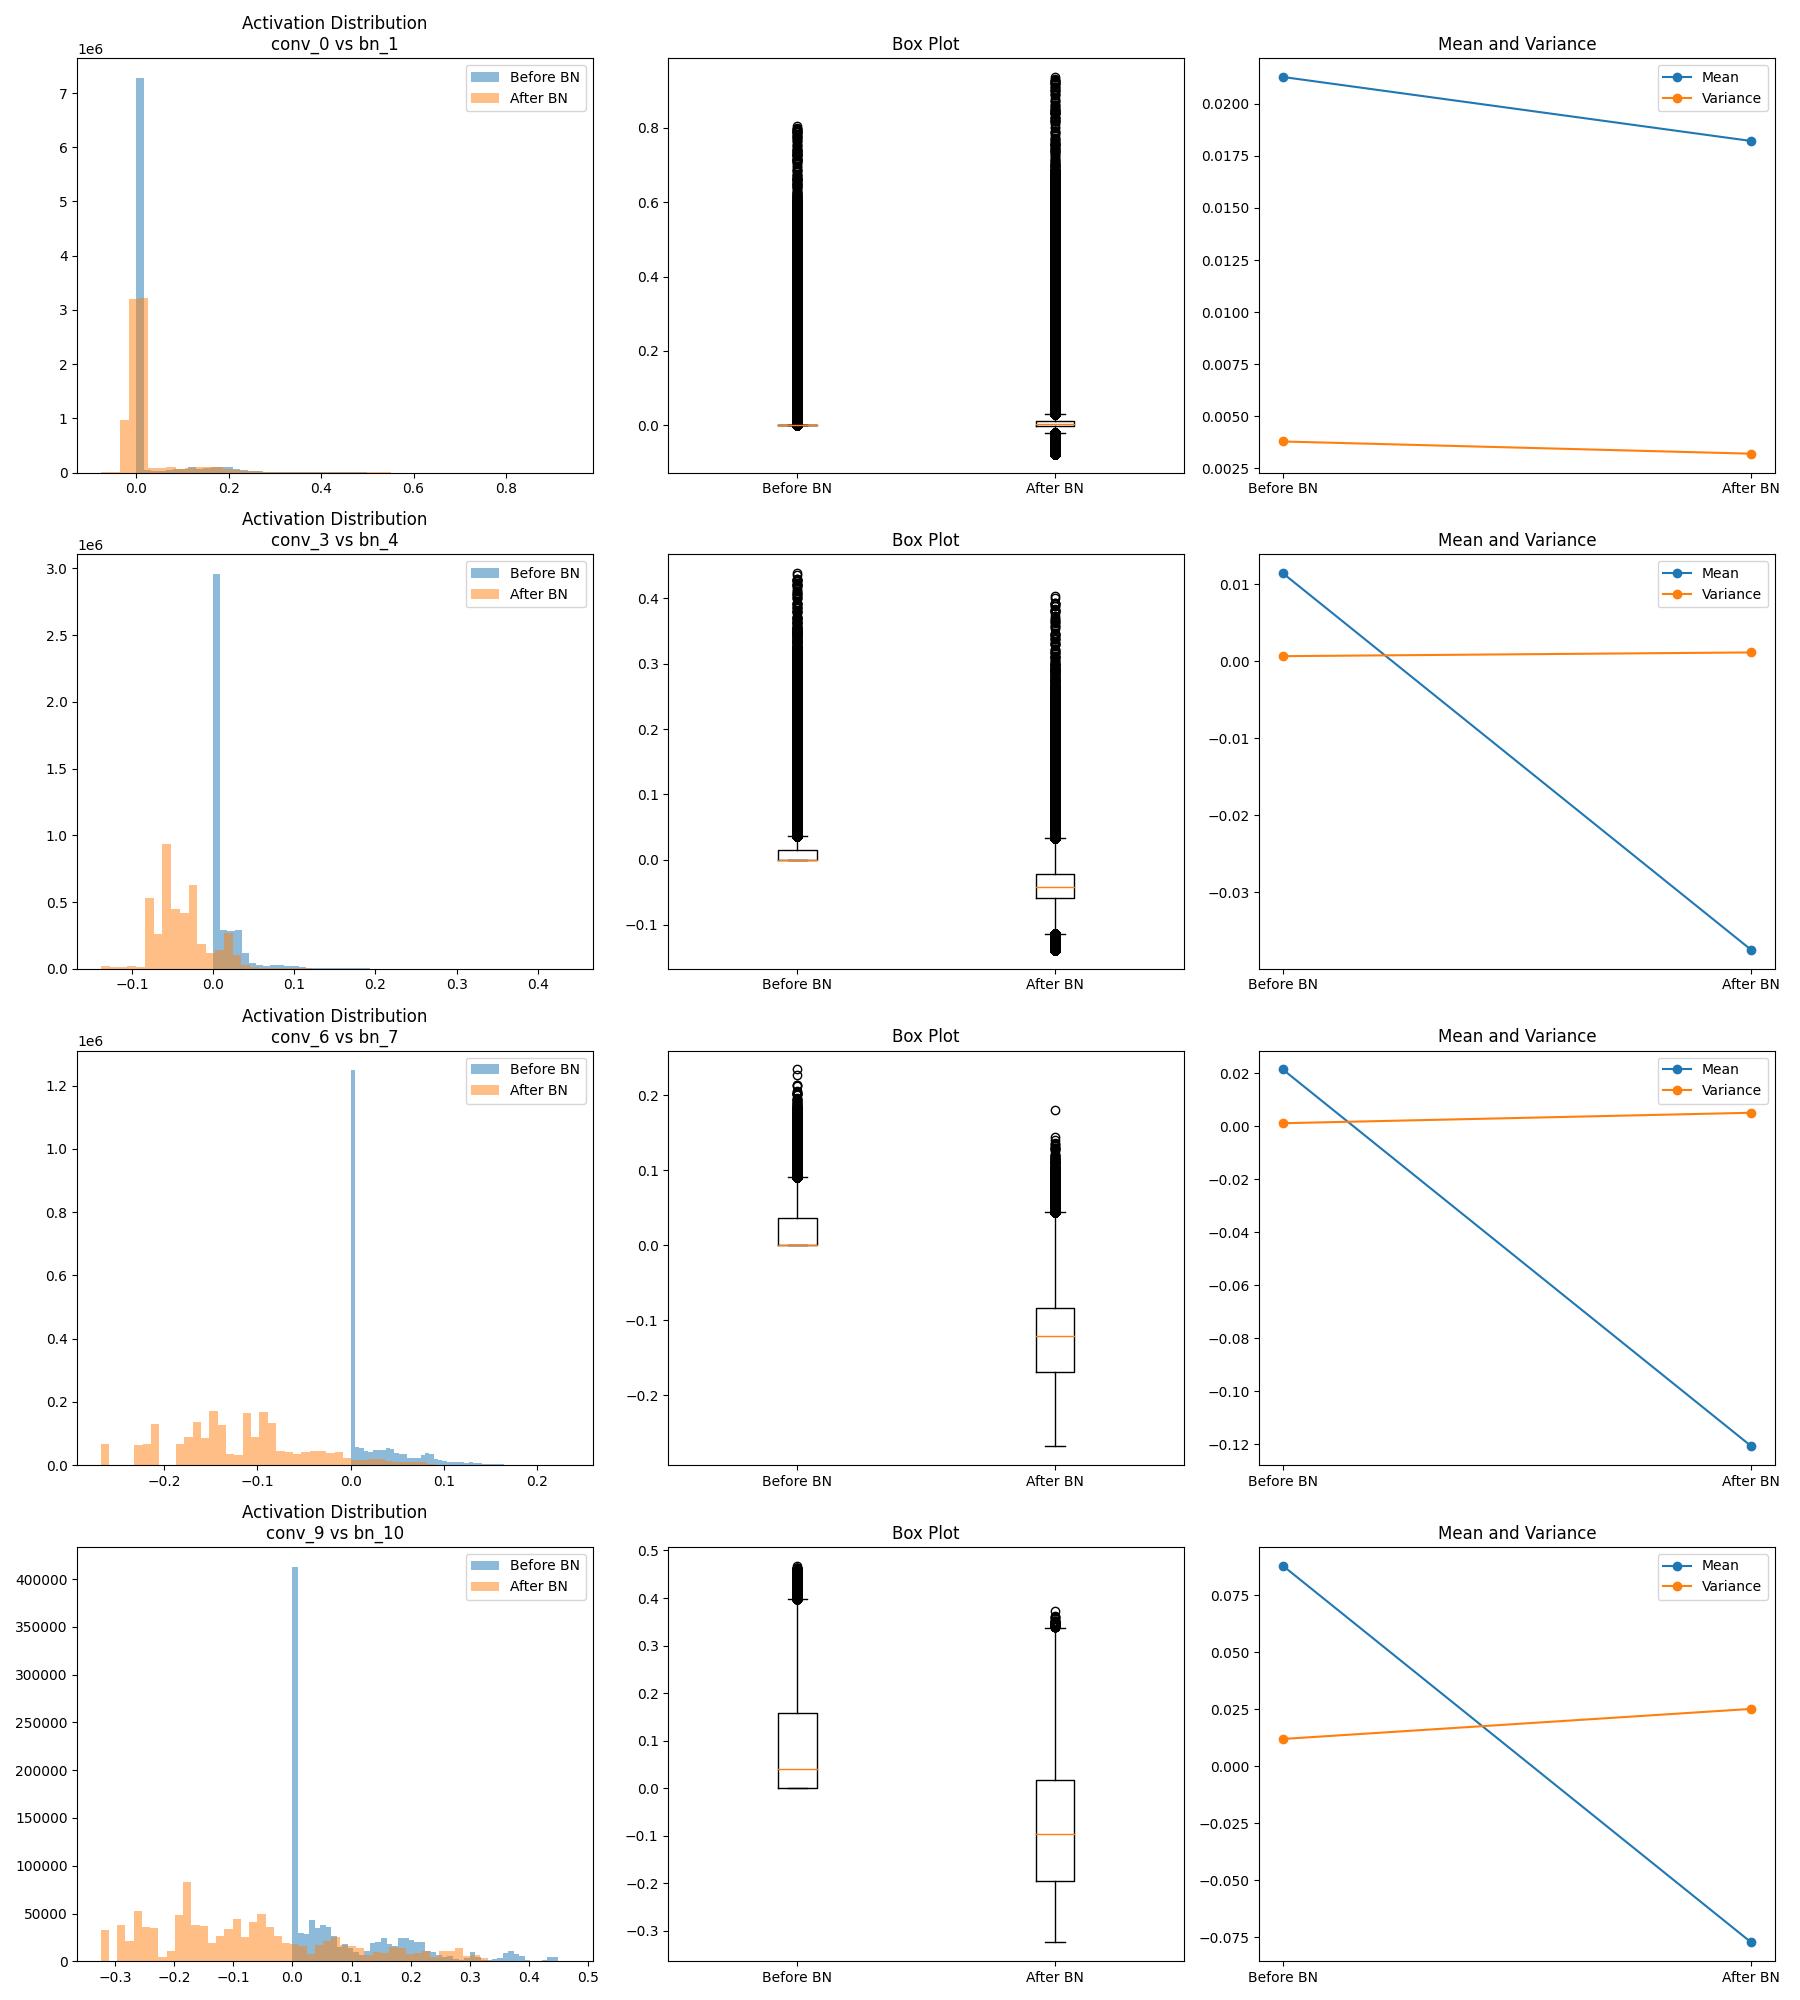 Activation Distribution
conv_0 vs bn_1
1e6
7
6
5
4
3
2
1
0
0.0 0.2 0.4 0.6 0.8
Before BN
After BN
Box Plot
0.8
0.6
0.4
0.2
0.0
Before BN After BN
Mean and Variance
0.0200
0.0175
0.0150
0.0125
0.0100
0.0075
0.0050
0.0025
Before BN After BN
Mean
Variance
Activation Distribution
conv_3 vs bn_4
1e6
3.0
2.5
2.0
1.5
1.0
0.5
0.0
−0.1 0.0 0.1 0.2 0.3 0.4
Before BN
After BN
Box Plot
0.4
0.3
0.2
0.1
0.0
−0.1
Before BN After BN
Mean and Variance
0.01
0.00
−0.01
−0.02
−0.03
Before BN After BN
Mean
Variance
Activation Distribution
conv_6 vs bn_7
1e6
1.2
1.0
0.8
0.6
0.4
0.2
0.0
−0.2 −0.1 0.0 0.1 0.2
Before BN
After BN
Box Plot
0.2
0.1
0.0
−0.1
−0.2
Before BN After BN
Mean and Variance
0.02
0.00
−0.02
−0.04
−0.06
−0.08
−0.10
−0.12
Before BN After BN
Mean
Variance
Activation Distribution
conv_9 vs bn_10
400000
350000
300000
250000
200000
150000
100000
50000
0
−0.3 −0.2 −0.1 0.0 0.1 0.2 0.3 0.4 0.5
Before BN
After BN
Box Plot
0.5
0.4
0.3
0.2
0.1
0.0
−0.1
−0.2
−0.3
Before BN After BN
Mean and Variance
0.075
0.050
0.025
0.000
−0.025
−0.050
−0.075
Before BN After BN
Mean
Variance